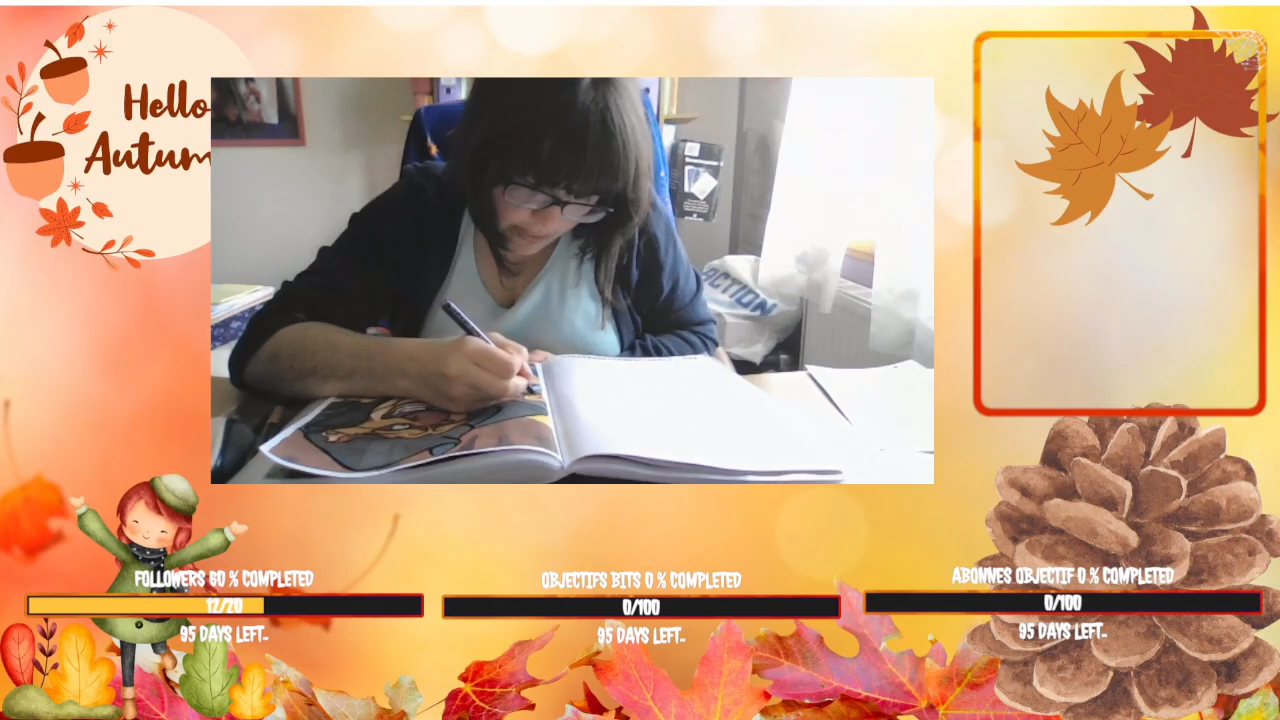 Hello
Autum
ACTION
FOLLOWERS 60 % COMPLETED
12/20
95 DAYS LEFT-
OBJECTIFS BITS 0 % COMPLETED
0/100
95 DAYS LEFT-
ABONNES OBJECTIF 0 % COMPLETED
0/100
95 DAYS LEFT-